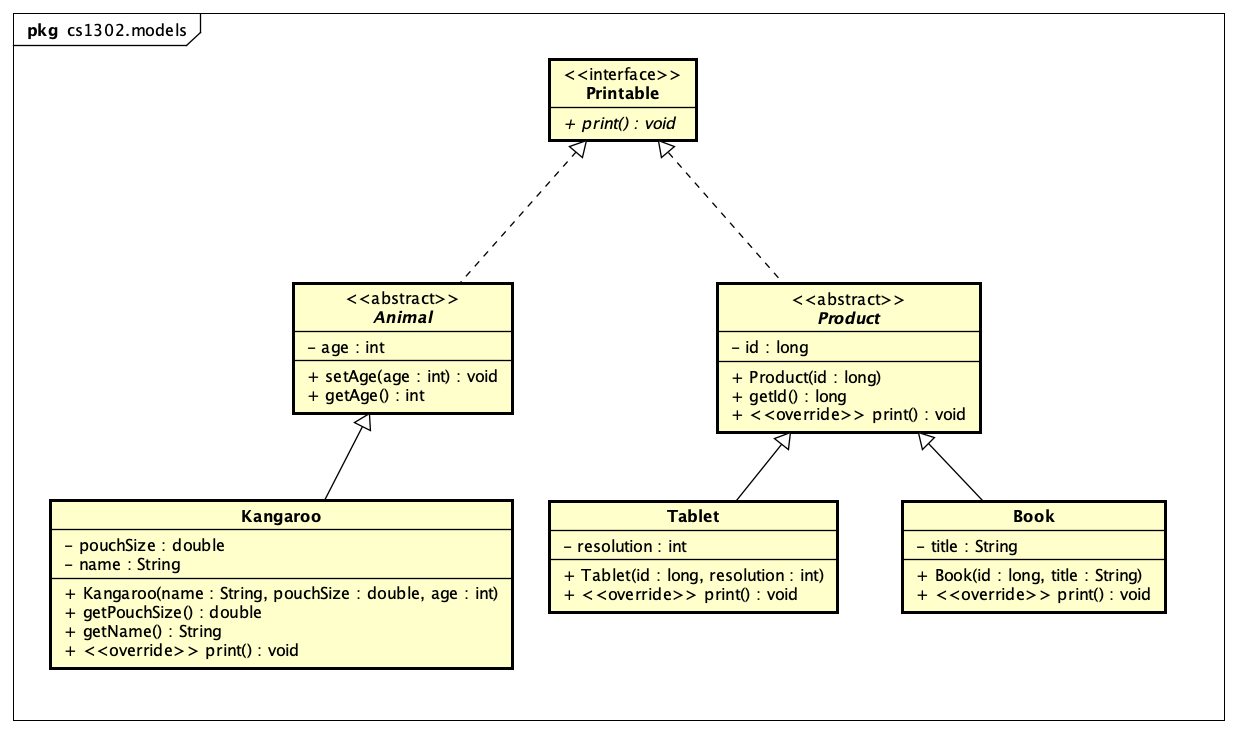 pkg cs1302.models
<<interface>>
Printable
+ print() : void
<<abstract>>
Animal
- age : int
+ setAge(age : int) : void
+ getAge() : int
<<abstract>>
Product
- id : long
+ Product(id : long)
+ getId() : long
+ <<override>> print() : void
Kangaroo
- pouchSize : double
- name : String
+ Kangaroo(name : String, pouchSize : double, age : int)
+ getPouchSize() : double
+ getName() : String
+ <<override>> print() : void
Tablet
- resolution : int
+ Tablet(id : long, resolution : int)
+ <<override>> print() : void
Book
- title : String
+ Book(id : long, title : String)
+ <<override>> print() : void